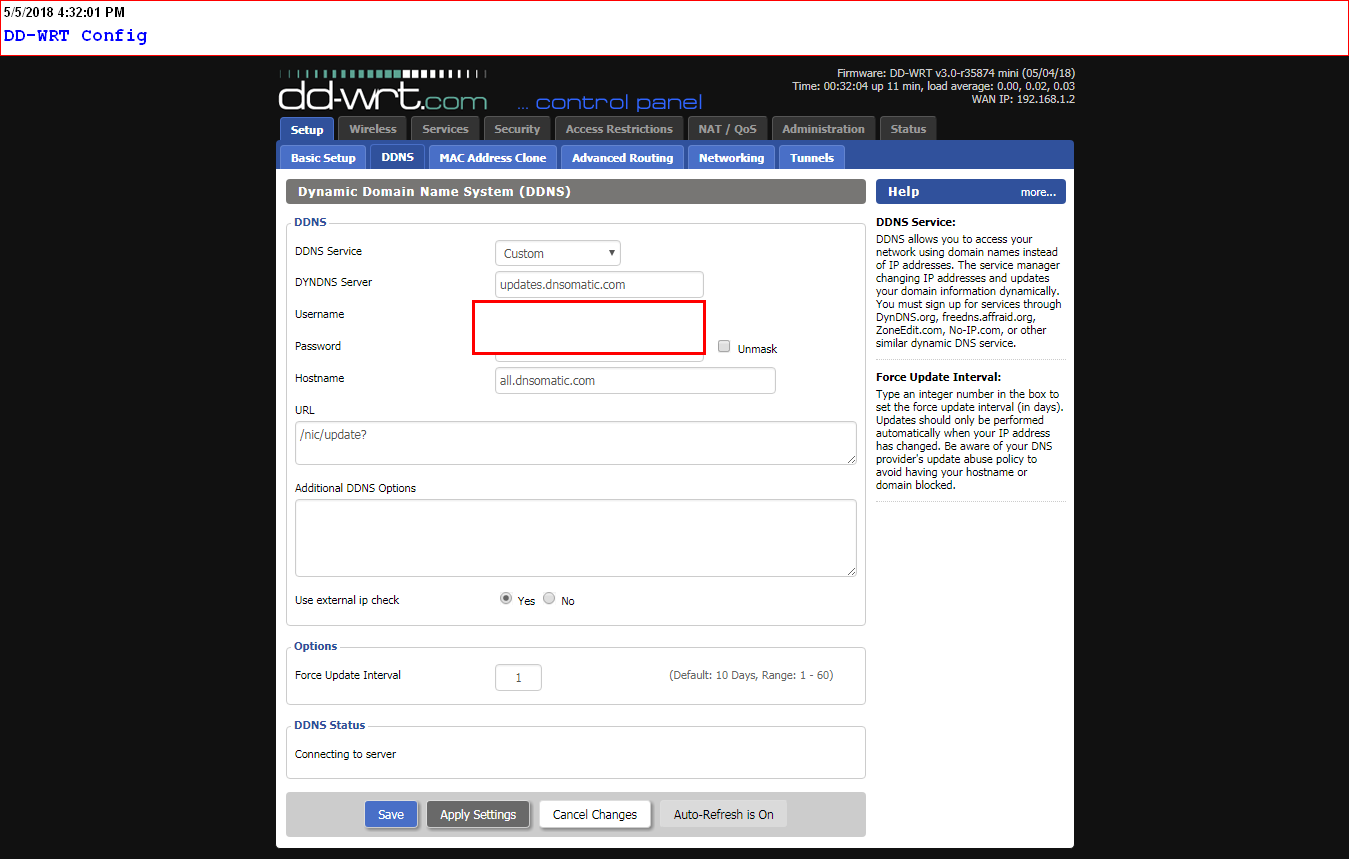 5/5/2018 4:32:01 PM
DD-WRT Config
dd-wrt.com ... control panel
Firmware: DD-WRT v3.0-r35874 mini (05/04/18)
Time: 00:32:04 up 11 min, load average: 0.00, 0.02, 0.03
WAN IP: 192.168.1.2
Setup Wireless Services Security Access Restrictions NAT / QoS Administration Status
Basic Setup DDNS MAC Address Clone Advanced Routing Networking Tunnels
Dynamic Domain Name System (DDNS)
DDNS
DDNS Service Custom
DYNDNS Server updates.dnsomatic.com
Username
Password Unmask
Hostname all.dnsomatic.com
URL
/nic/update?
Additional DDNS Options
Use external ip check Yes No
Options
Force Update Interval 1 (Default: 10 Days, Range: 1 - 60)
DDNS Status
Connecting to server
Save Apply Settings Cancel Changes Auto-Refresh is On
Help more...
DDNS Service:
DDNS allows you to access your
network using domain names instead
of IP addresses. The service manager
changing IP addresses and updates
your domain information dynamically.
You must sign up for services through
DynDNS.org, freedns.affraid.org,
ZoneEdit.com, No-IP.com, or other
similar dynamic DNS service.
Force Update Interval:
Type an integer number in the box to
set the force update interval (in days).
Updates should only be performed
automatically when your IP address
has changed. Be aware of your DNS
provider's update abuse policy to
avoid having your hostname or
domain blocked.